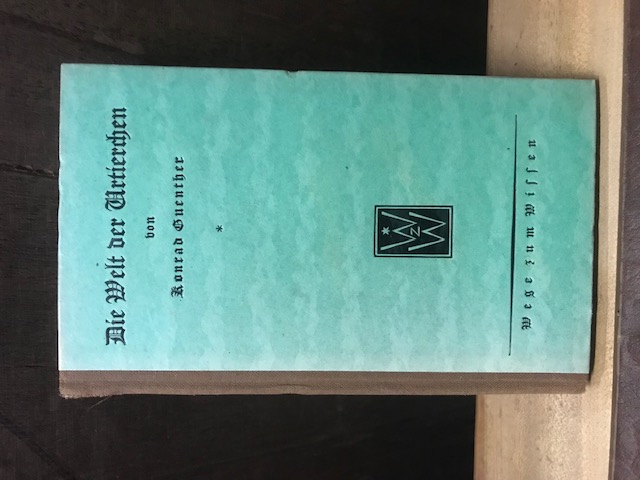 Die Welt der Urtierchen
von
Konrad Guenther
*
W z W
Wege zum Wiſſen